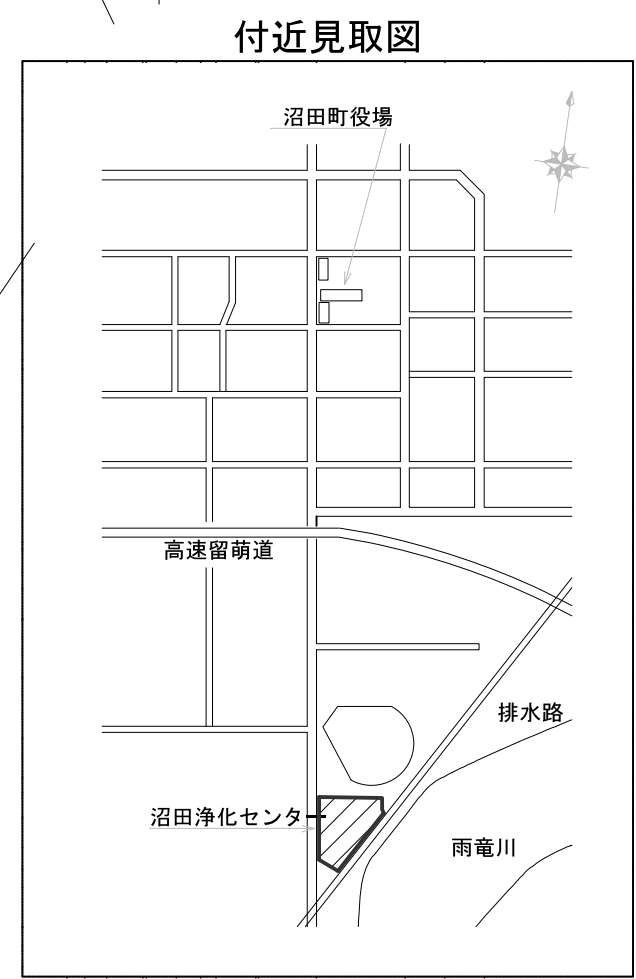 付近見取図
沼田町役場
高速留萌道
排水路
沼田浄化センター
雨竜川